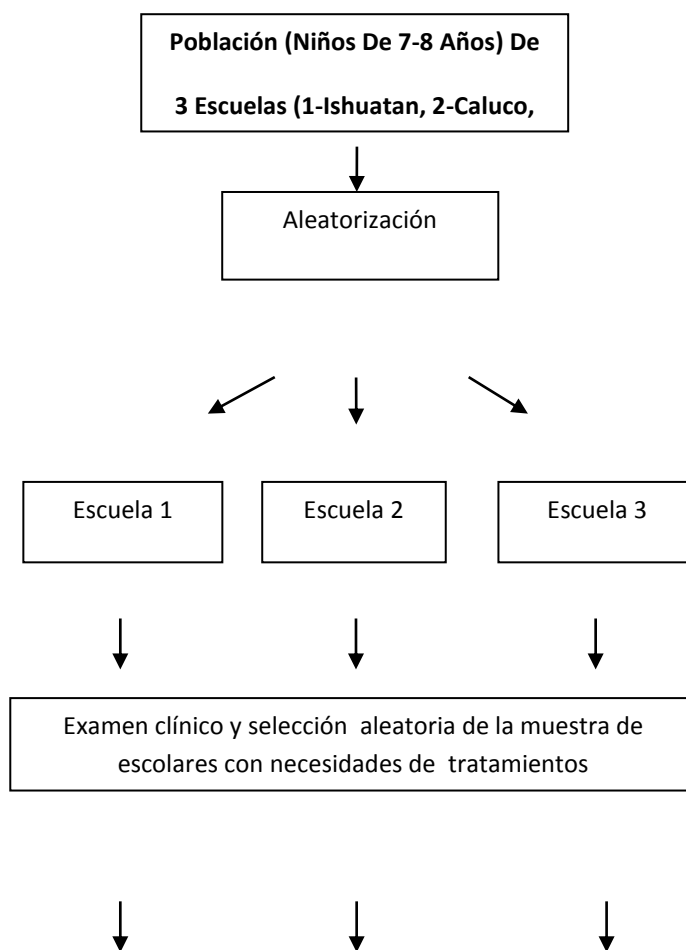 Población (Niños De 7-8 Años) De
3 Escuelas (1-Ishuatan, 2-Caluco,
Aleatorización
Escuela 1
Escuela 2
Escuela 3
Examen clínico y selección aleatoria de la muestra de
escolares con necesidades de tratamientos